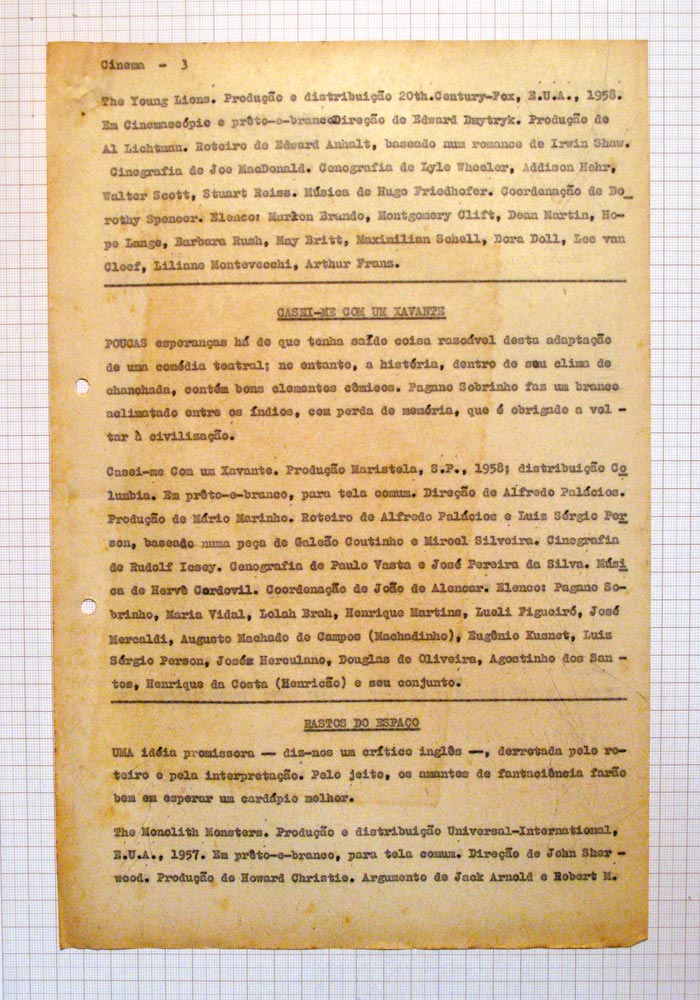 Cinema - 3
The Young Lions. Produção e distribuição 20th.Century-Fox, E.U.A., 1958.
Em Cinemascópio e prêto-e-brancoDireção de Edward Dmytryk. Produção de
Al Lichtman. Roteiro de Edward Anhalt, baseado num romance de Irwin Shaw.
Cinegrafia de Joe MacDonald. Cenografia de Lyle Wheeler, Addison Hehr,
Walter Scott, Stuart Reiss. Música de Hugo Friedhofer. Coordenação de Do_
rothy Spencer. Elenco: Marlon Brando, Montgomery Clift, Dean Martin, Ho-
pe Lange, Barbara Rush, May Britt, Maximilian Schell, Dora Doll, Lee van
Cleef, Liliane Montevecchi, Arthur Franz.
CASEI-ME COM UM XAVANTE
POUCAS esperanças há de que tenha saído coisa razoável desta adaptação
de uma comédia teatral; no entanto, a história, dentro de seu clima de
chanchada, contém bons elementos cômicos. Pagano Sobrinho faz um branco
aclimatado entre os índios, com perda de memória, que é obrigado a vol -
tar à civilização.
Casei-me Com um Xavante. Produção Maristela, S.P., 1958; distribuição Co
lumbia. Em prêto-e-branco, para tela comum. Direção de Alfredo Palácios.
Produção de Mário Marinho. Roteiro de Alfredo Palácios e Luiz Sérgio Per
son, baseado numa peça de Galeão Coutinho e Miroel Silveira. Cinegrafia
de Rudolf Icsey. Cenografia de Paulo Vasta e José Pereira da Silva. Músi
ca de Hervê Cordovil. Coordenação de João de Alencar. Elenco: Pagano So-
brinho, Maria Vidal, Lolah Brah, Henrique Martins, Lueli Figueiró, José
Mercaldi, Augusto Machado de Campos (Machadinho), Eugênio Kusnet, Luiz
Sérgio Person, José Herculano, Douglas de Oliveira, Agostinho dos San -
tos, Henrique da Costa (Henricão) e seu conjunto.
RASTOS DO ESPAÇO
UMA idéia promissora — diz-nos um crítico inglês —, derrotada pelo ro-
teiro e pela interpretação. Pelo jeito, os amantes de fantaciência farão
bem em esperar um cardápio melhor.
The Monolith Monsters. Produção e distribuição Universal-International,
E.U.A., 1957. Em prêto-e-branco, para tela comum. Direção de John Sher -
wood. Produção de Howard Christie. Argumento de Jack Arnold e Robert M.